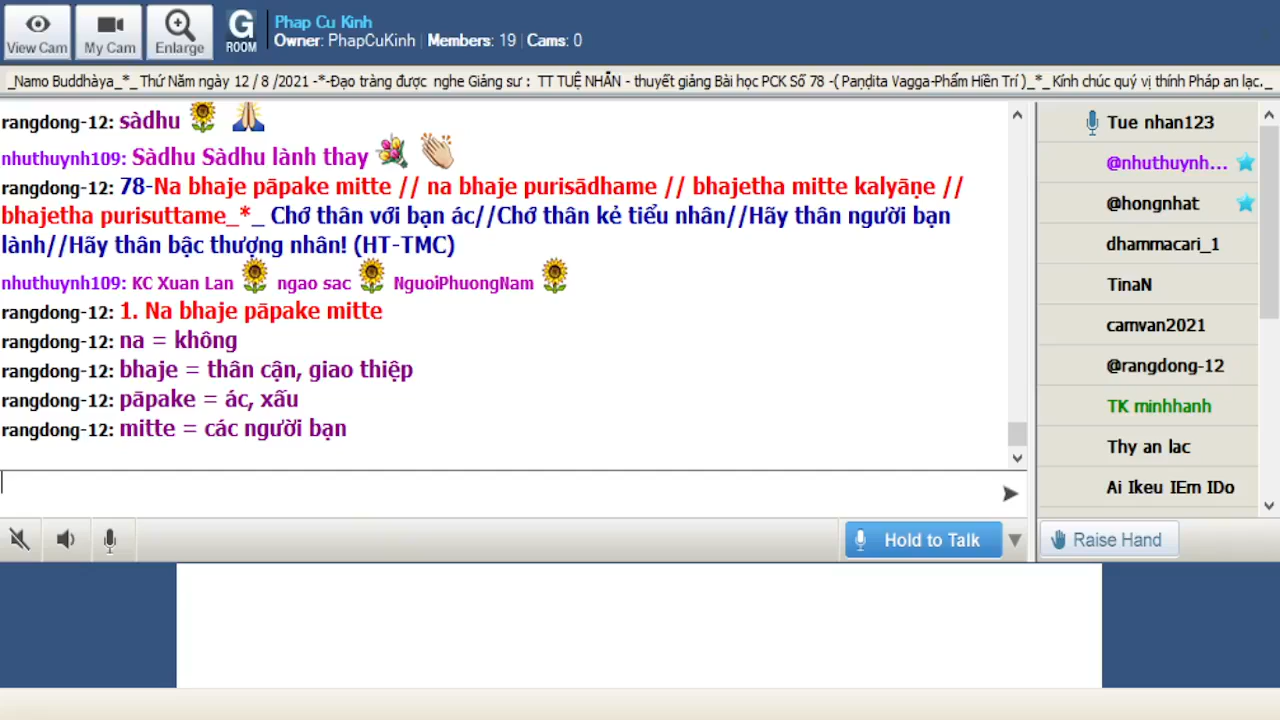 View Cam
My Cam
Enlarge
G
ROOM
Phap Cu Kinh
Owner: PhapCuKinh | Members: 19 | Cams: 0
_Namo Buddhàya_*_ Thứ Năm ngày 12 / 8 /2021 -*-Đạo tràng được nghe Giảng sư : TT TUỆ NHẪN - thuyết giảng Bài học PCK Số 78 -( Paṇḍita Vagga-Phẩm Hiền Trí )_*_ Kính chúc quý vị thính Pháp an lạc._
rangdong-12: sàdhu
nhuthuynh109: Sàdhu Sàdhu lành thay
rangdong-12: 78-Na bhaje pāpake mitte // na bhaje purisādhame // bhajetha mitte kalyāṇe //
bhajetha purisuttame_*_ Chớ thân với bạn ác//Chớ thân kẻ tiểu nhân//Hãy thân người bạn
lành//Hãy thân bậc thượng nhân! (HT-TMC)
nhuthuynh109: KC Xuan Lan ngao sac NguoiPhuongNam
rangdong-12: 1. Na bhaje pāpake mitte
rangdong-12: na = không
rangdong-12: bhaje = thân cận, giao thiệp
rangdong-12: pāpake = ác, xấu
rangdong-12: mitte = các người bạn
Tue nhan123
@nhuthuynh...
@hongnhat
dhammacari_1
TinaN
camvan2021
@rangdong-12
TK minhhanh
Thy an lac
Ai Ikeu IEm IDo
Hold to Talk
Raise Hand